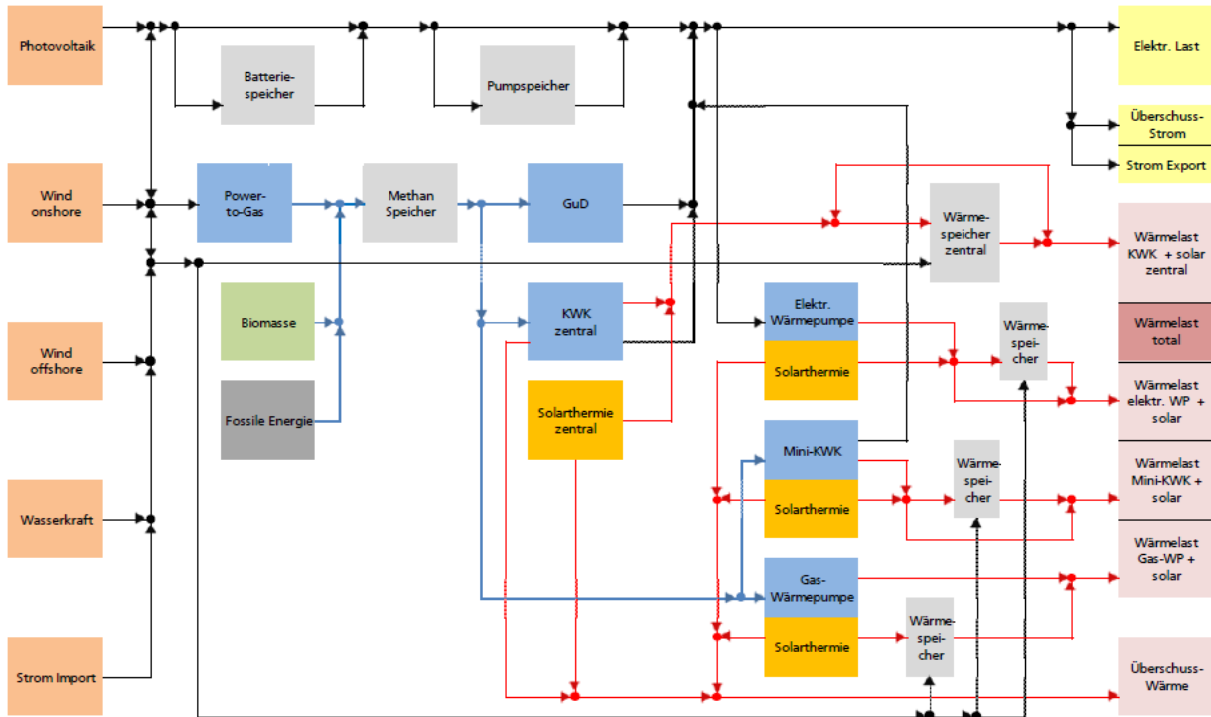 Photovoltaik
Batterie-
speicher
Pumpspeicher
Elektr. Last
Überschuss-
Strom
Strom Export
Wind
onshore
Power-
to-Gas
Methan
Speicher
GuD
Wärme-
speicher
zentral
Wärmelast
KWK + solar
zentral
Biomasse
KWK
zentral
Elektr.
Wärmepumpe
Solarthermie
Wärme-
spei-
cher
Wärmelast
total
Wind
offshore
Fossile Energie
Solarthermie
zentral
Wärmelast
elektr. WP +
solar
Mini-KWK
Solarthermie
Wärme-
spei-
cher
Wärmelast
Mini-KWK +
solar
Wasserkraft
Gas-
Wärmepumpe
Solarthermie
Wärme-
spei-
cher
Wärmelast
Gas-WP +
solar
Strom Import
Überschuss-
Wärme